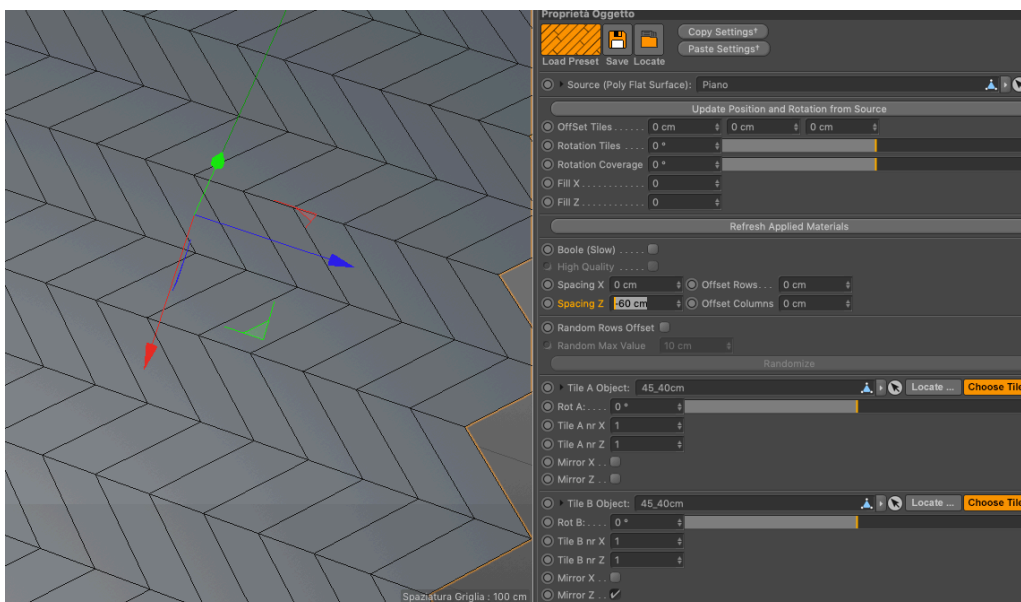 Proprietà Oggetto
Copy Settings†
Paste Settings†
Load Preset Save Locate
Source (Poly Flat Surface): Piano
Update Position and Rotation from Source
OffSet Tiles . . . . . . 0 cm 0 cm 0 cm
Rotation Tiles . . . . 0 °
Rotation Coverage 0 °
Fill X . . . . . . . . . . . 0
Fill Z . . . . . . . . . . . 0
Refresh Applied Materials
Boole (Slow) . . . . .
High Quality . . . . .
Spacing X 0 cm Offset Rows. . . 0 cm
Spacing Z -60 cm Offset Columns 0 cm
Random Rows Offset
Random Max Value 10 cm
Randomize
Tile A Object: 45_40cm Locate ... Choose Tile
Rot A: . . . . 0 °
Tile A nr X 1
Tile A nr Z 1
Mirror X . .
Mirror Z . .
Tile B Object: 45_40cm Locate ... Choose Tile
Rot B: . . . . 0 °
Tile B nr X 1
Tile B nr Z 1
Mirror X . .
Mirror Z . .
Spaziatura Griglia : 100 cm